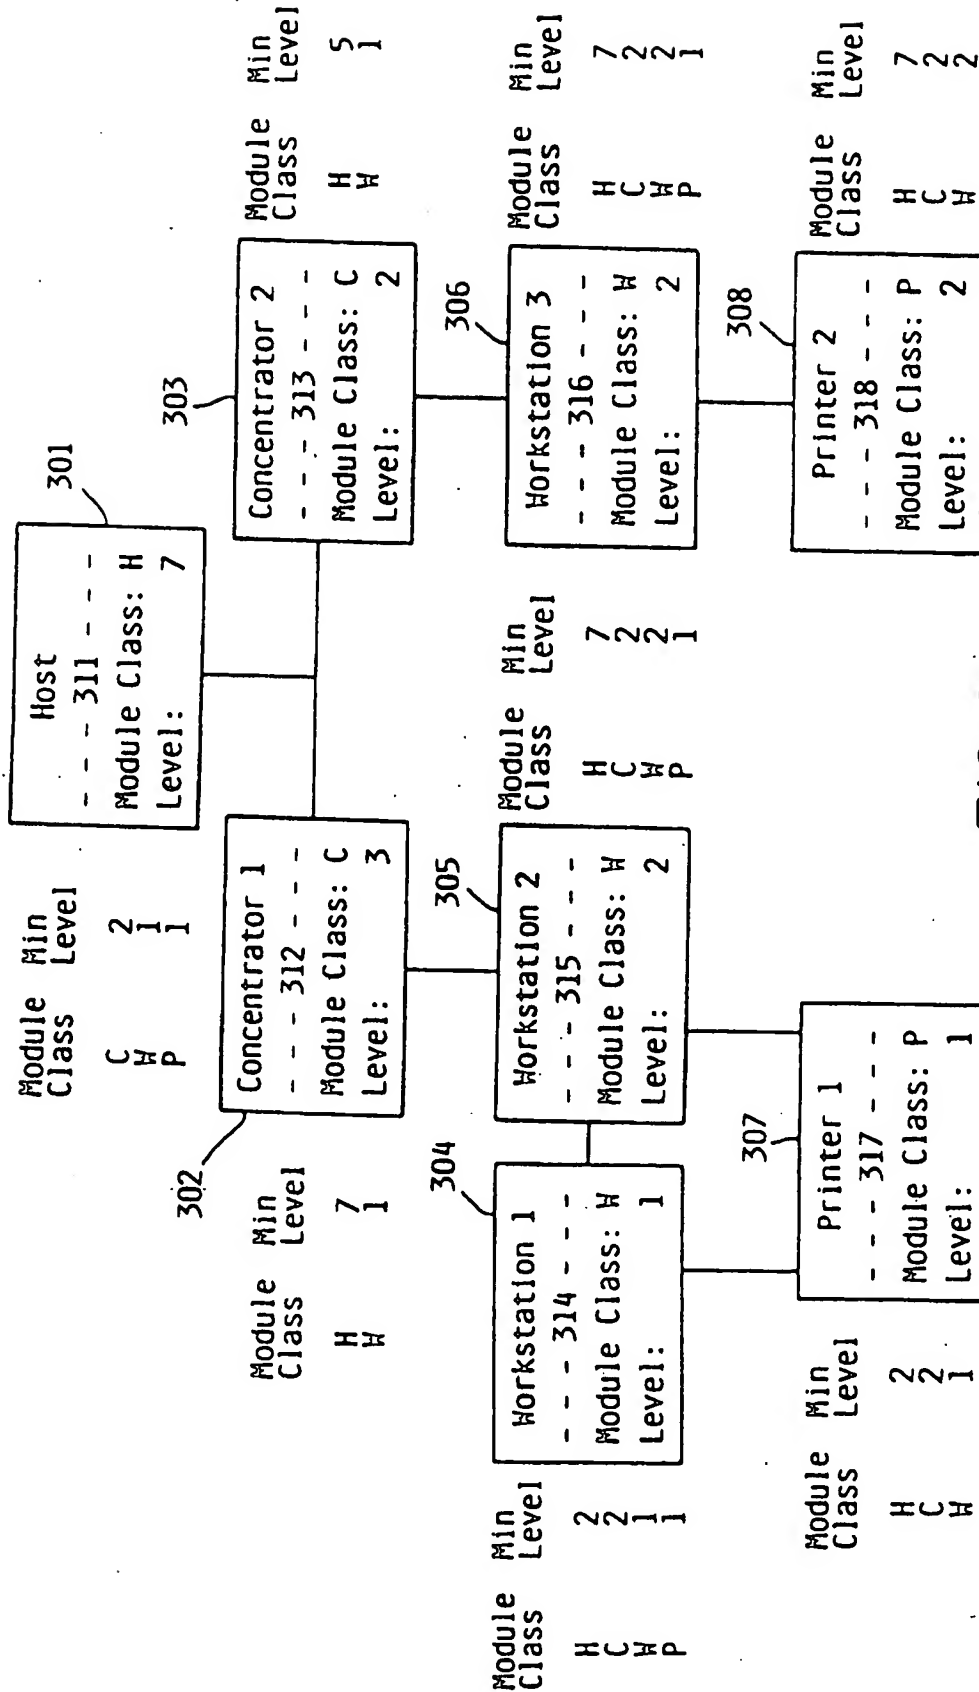 Module Min
Class Level
C 2
W 1
P 1
Host
- - - 311 - - -
Module Class: H
Level: 7
301
302
Module Min
Class Level
H 7
W 1
Concentrator 1
- - - 312 - - -
Module Class: C
Level: 3
303
Concentrator 2
- - - 313 - - -
Module Class: C
Level: 2
Module Min
Class Level
H 5
W 1
Module Min
Class Level
H 2
C 2
W 1
P 1
304
Workstation 1
- - - 314 - - -
Module Class: W
Level: 1
305
Workstation 2
- - - 315 - - -
Module Class: W
Level: 2
Module Min
Class Level
H 7
C 2
W 2
P 1
306
Workstation 3
- - - 316 - - -
Module Class: W
Level: 2
Module Min
Class Level
H 7
C 2
W 2
P 1
Module Min
Class Level
H 2
C 2
W 1
307
Printer 1
- - - 317 - - -
Module Class: P
Level: 1
308
Printer 2
- - - 318 - - -
Module Class: P
Level: 2
Module Min
Class Level
H 7
C 2
W 2